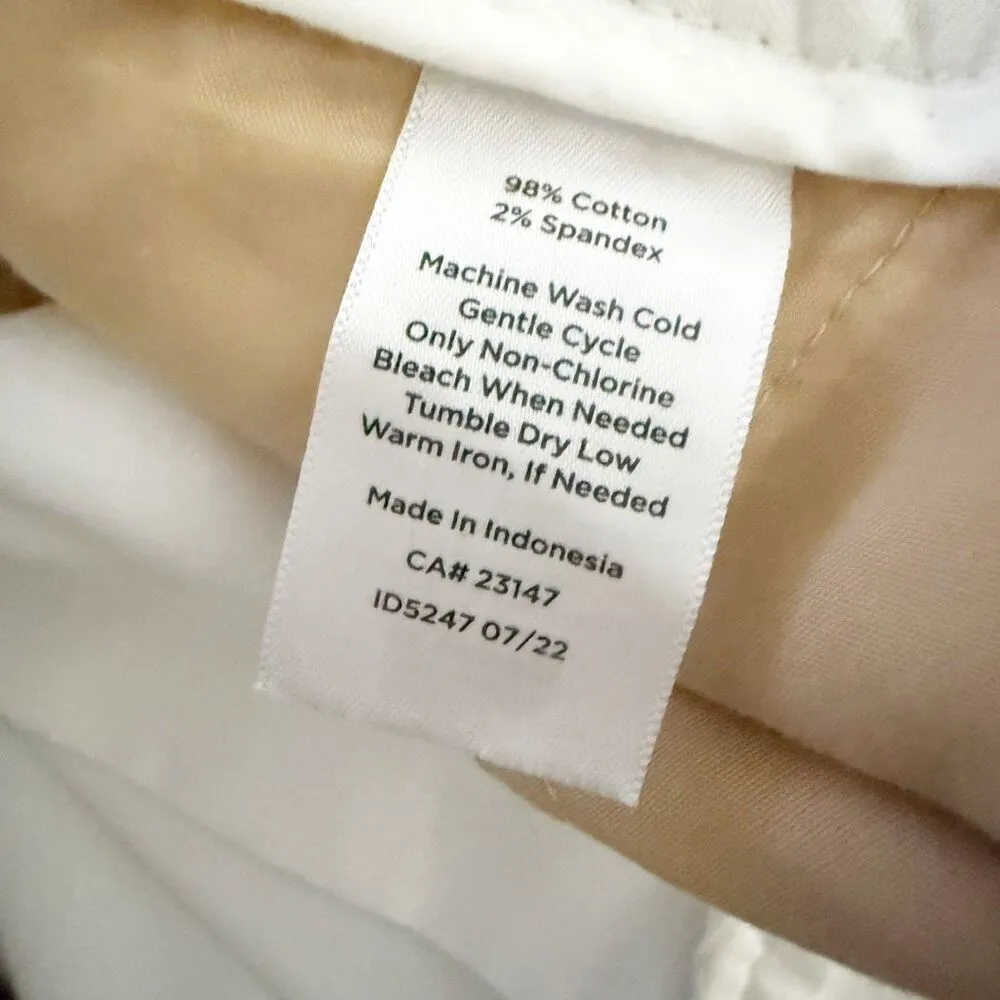 98% Cotton
2% Spandex
Machine Wash Cold
Gentle Cycle
Only Non-Chlorine
Bleach When Needed
Tumble Dry Low
Warm Iron, If Needed
Made In Indonesia
CA# 23147
ID5247 07/22